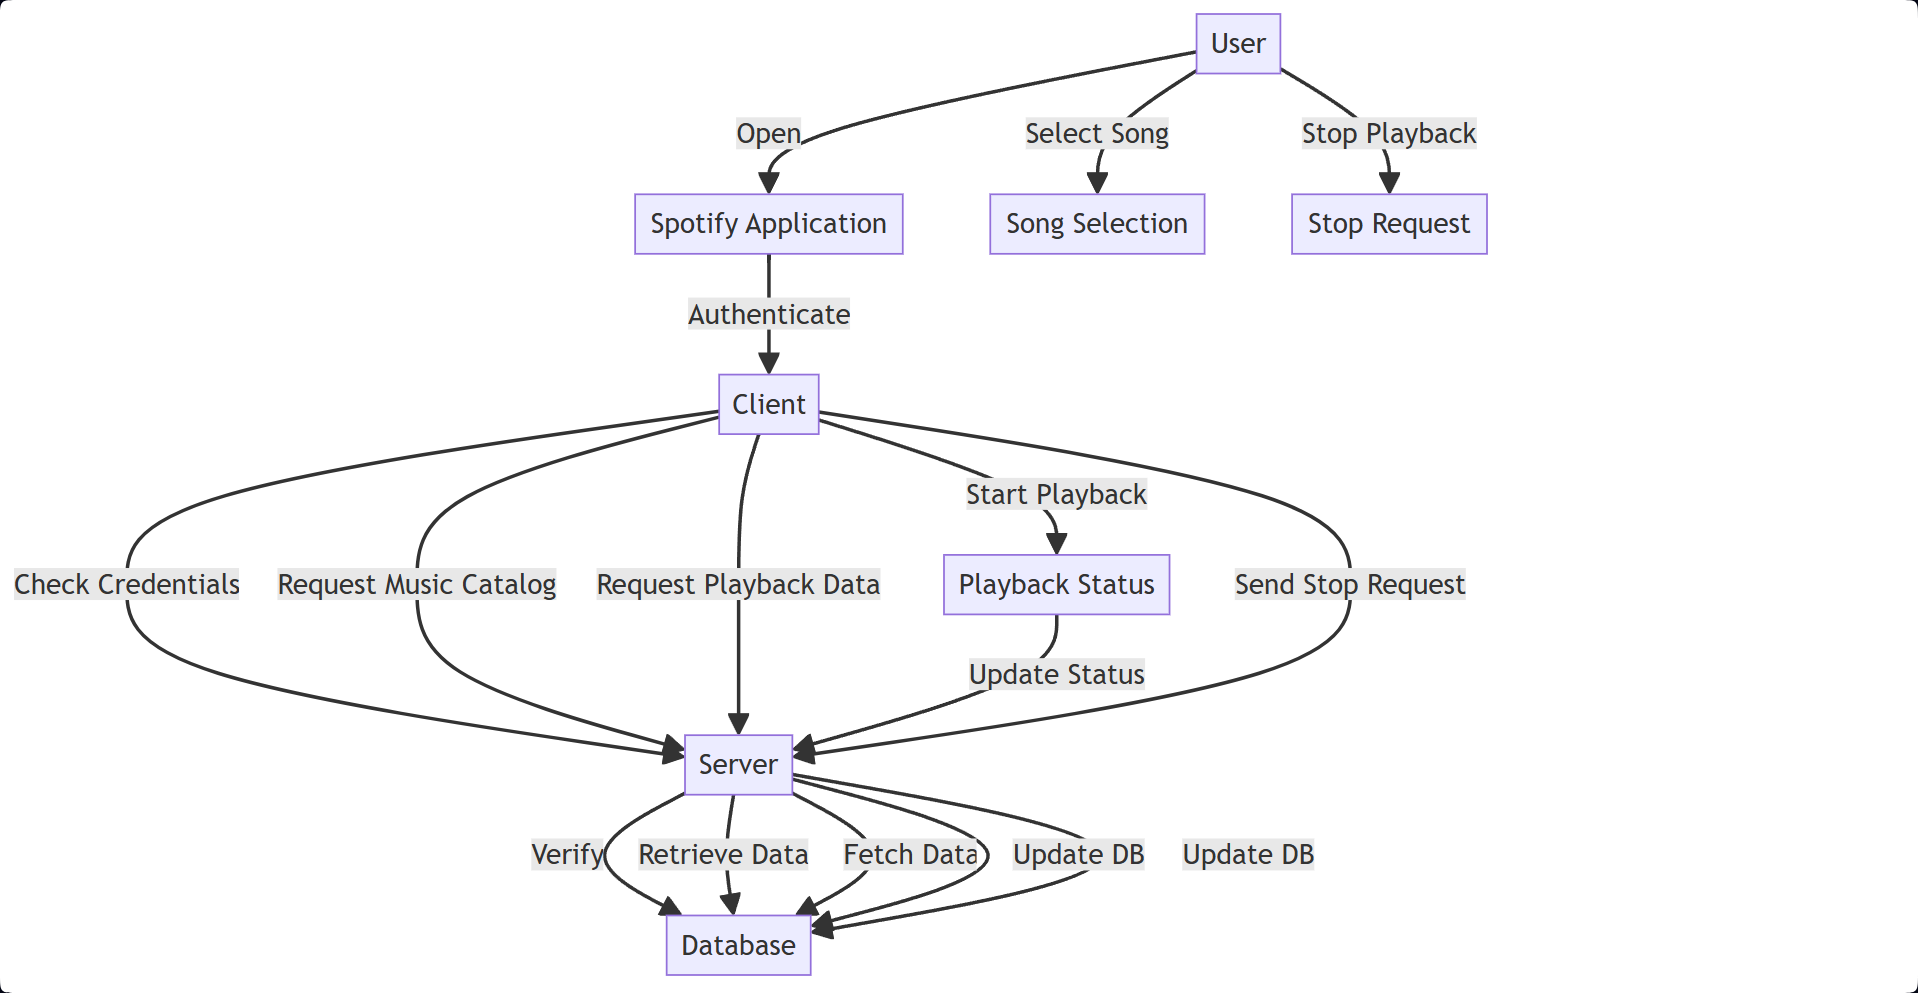 User
Open
Select Song
Stop Playback
Spotify Application
Song Selection
Stop Request
Authenticate
Client
Start Playback
Check Credentials
Request Music Catalog
Request Playback Data
Playback Status
Send Stop Request
Update Status
Server
Verify
Retrieve Data
Fetch Data
Update DB
Update DB
Database